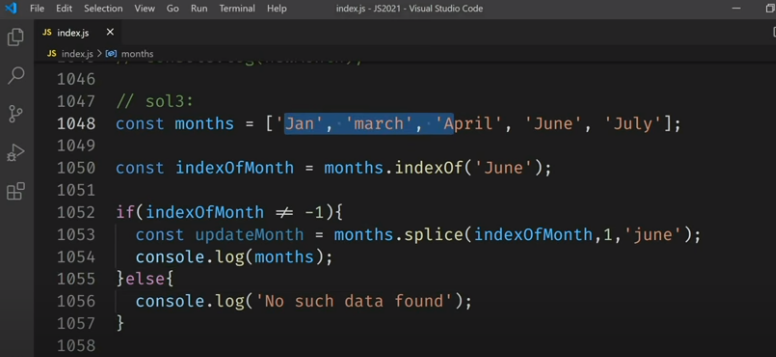 File Edit Selection View Go Run Terminal Help index.js - JS2021 - Visual Studio Code
JS index.js ×
JS index.js > months
1046
1047 // sol3:
1048 const months = ['Jan', 'march', 'April', 'June', 'July'];
1049
1050 const indexOfMonth = months.indexOf('June');
1051
1052 if(indexOfMonth ≠ -1){
1053 const updateMonth = months.splice(indexOfMonth,1,'june');
1054 console.log(months);
1055 }else{
1056 console.log('No such data found');
1057 }
1058